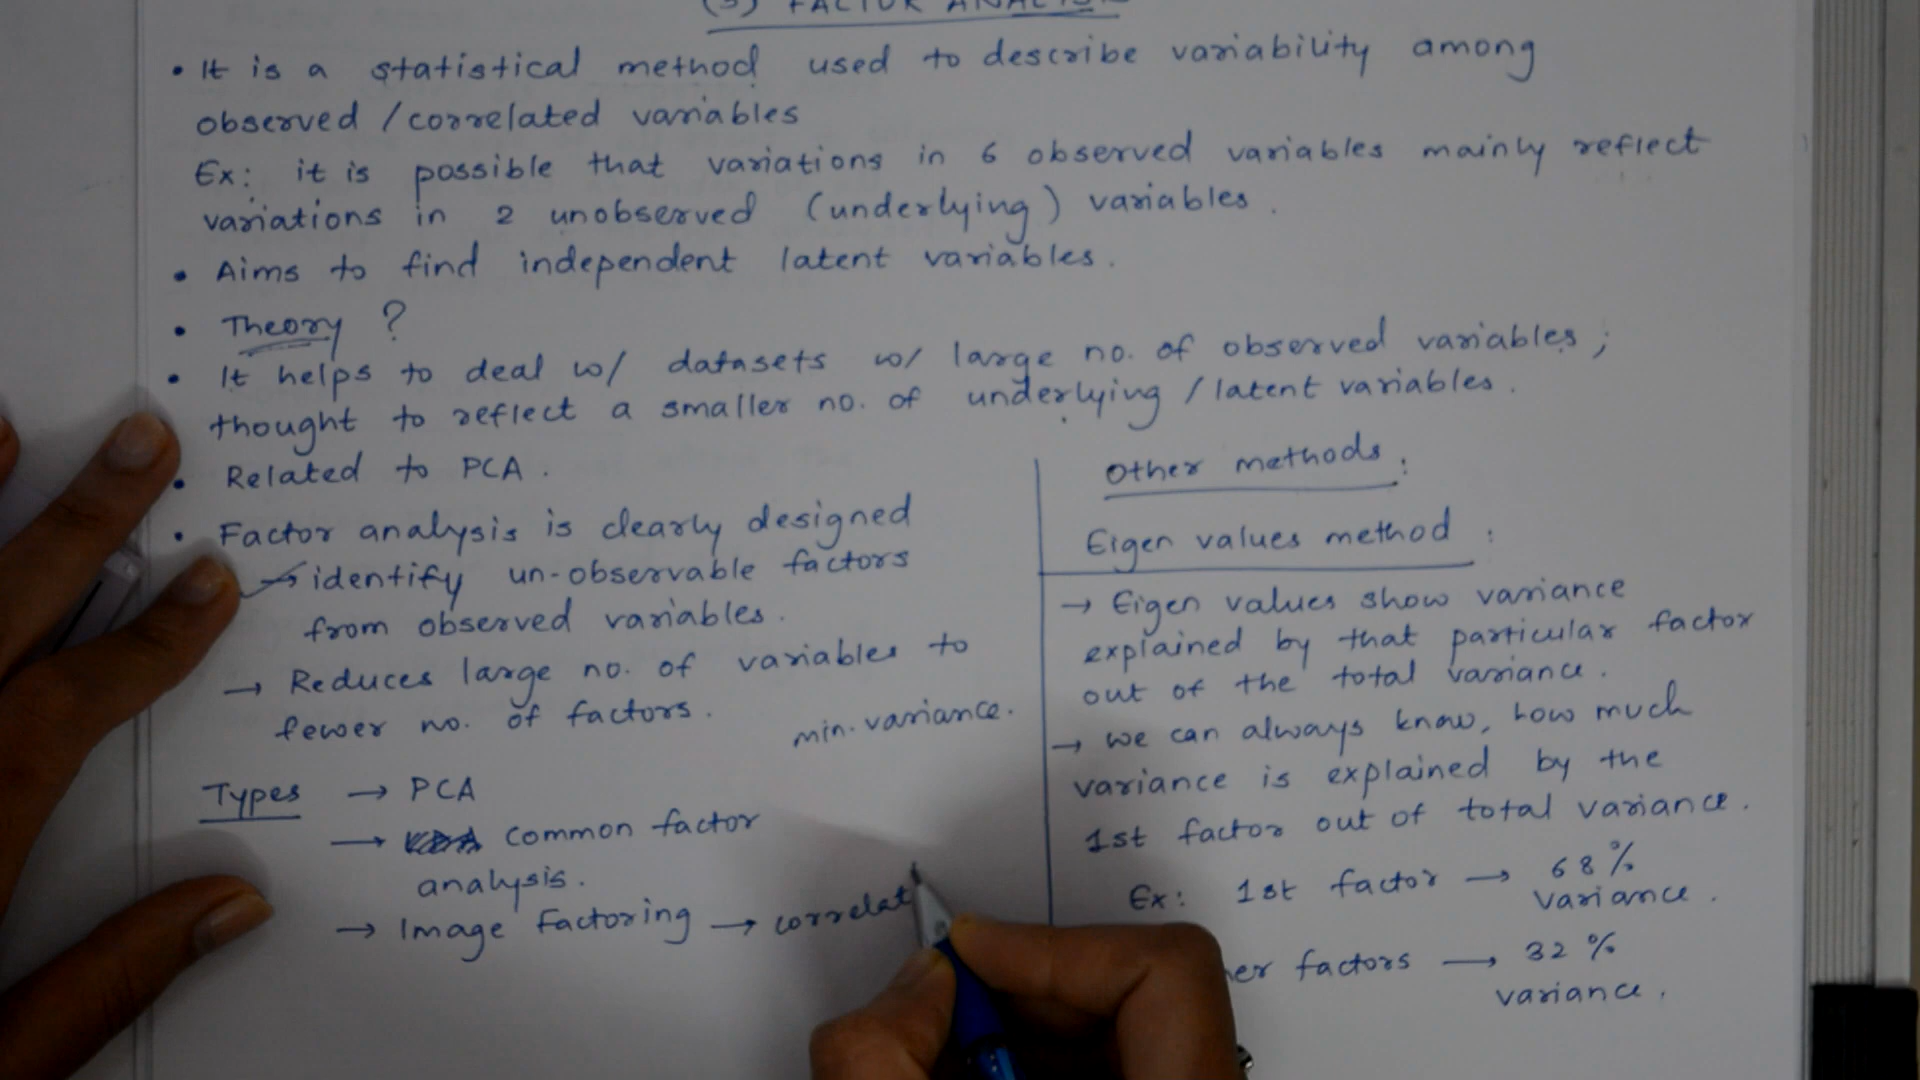 (3) FACTOR ANALYSIS
• It is a statistical method used to describe variability among
observed / correlated variables
Ex: it is possible that variations in 6 observed variables mainly reflect
variations in 2 unobserved (underlying) variables.
• Aims to find independent latent variables.
• Theory ?
• It helps to deal w/ datasets w/ large no. of observed variables ;
thought to reflect a smaller no. of underlying / latent variables.
• Related to PCA.
• Factor analysis is clearly designed
→ identify un-observable factors
from observed variables.
→ Reduces large no. of variables to
fewer no. of factors.
min. variance.
Types → PCA
→ common factor
analysis.
→ Image factoring → correlat
Other methods :
Eigen values method :
→ Eigen values show variance
explained by that particular factor
out of the total variance.
→ we can always know, how much
variance is explained by the
1st factor out of total variance.
Ex: 1st factor → 68%
variance.
her factors → 32%
variance.